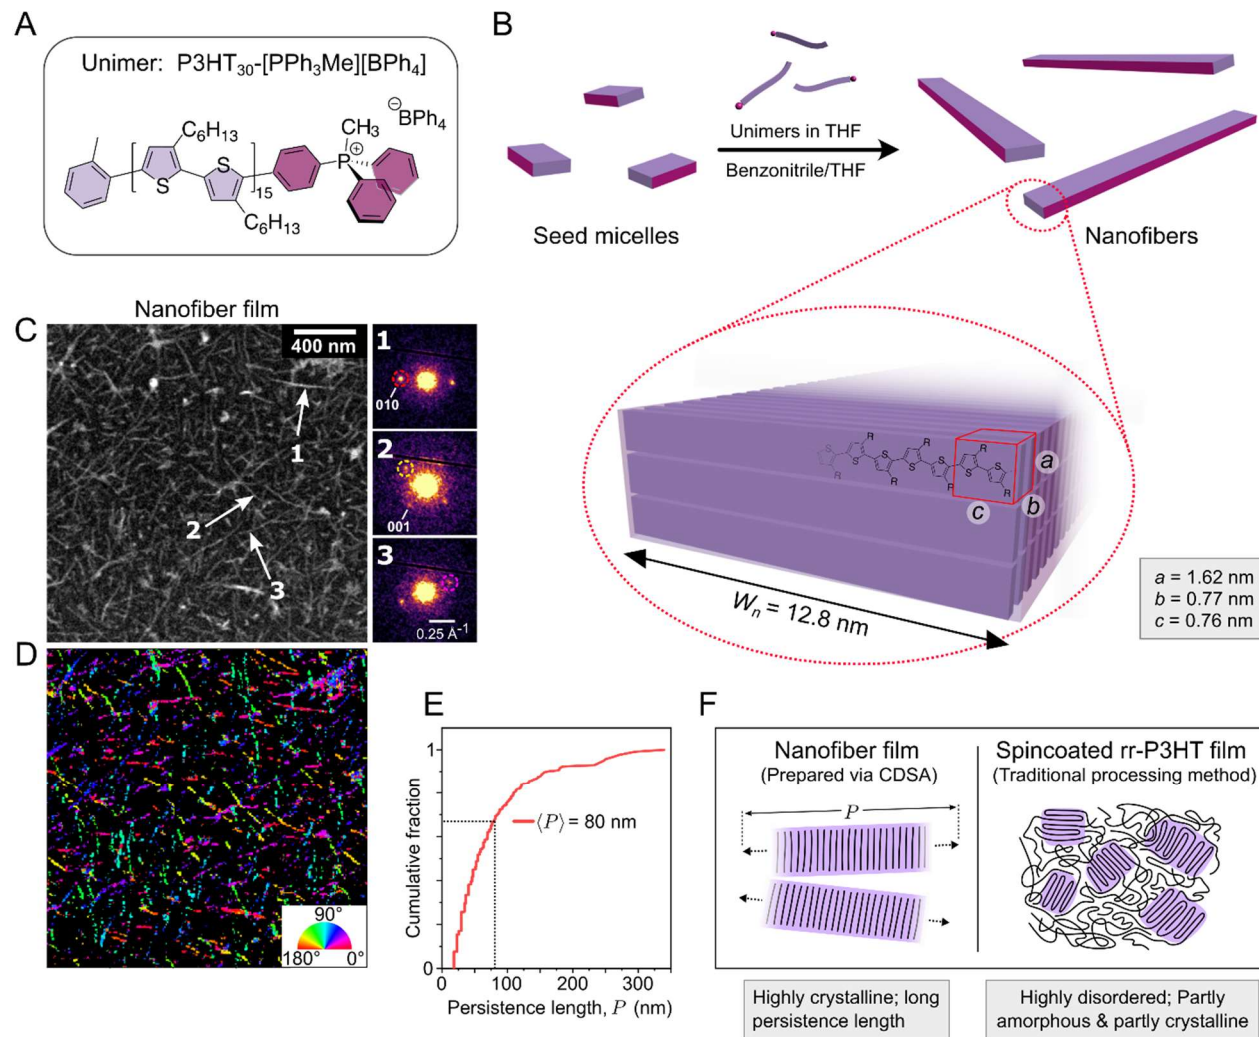 A
Unimer: P3HT₃₀-[PPh₃Me][BPh₄]
C₆H₁₃
S
S
15
C₆H₁₃
CH₃
P
⊕
⊖
BPh₄
B
Seed micelles
Unimers in THF
Benzonitrile/THF
Nanofibers
R
R
R
R
R
R
S
S
S
S
S
S
a
b
c
Wₙ = 12.8 nm
a = 1.62 nm
b = 0.77 nm
c = 0.76 nm
Nanofiber film
C
400 nm
1
2
3
1
010
2
001
3
0.25 Å⁻¹
D
90°
180°
0°
E
Cumulative fraction
1
0
⟨P⟩ = 80 nm
0
100
200
300
Persistence length, P (nm)
F
Nanofiber film
(Prepared via CDSA)
P
Highly crystalline; long
persistence length
Spincoated rr-P3HT film
(Traditional processing method)
Highly disordered; Partly
amorphous & partly crystalline